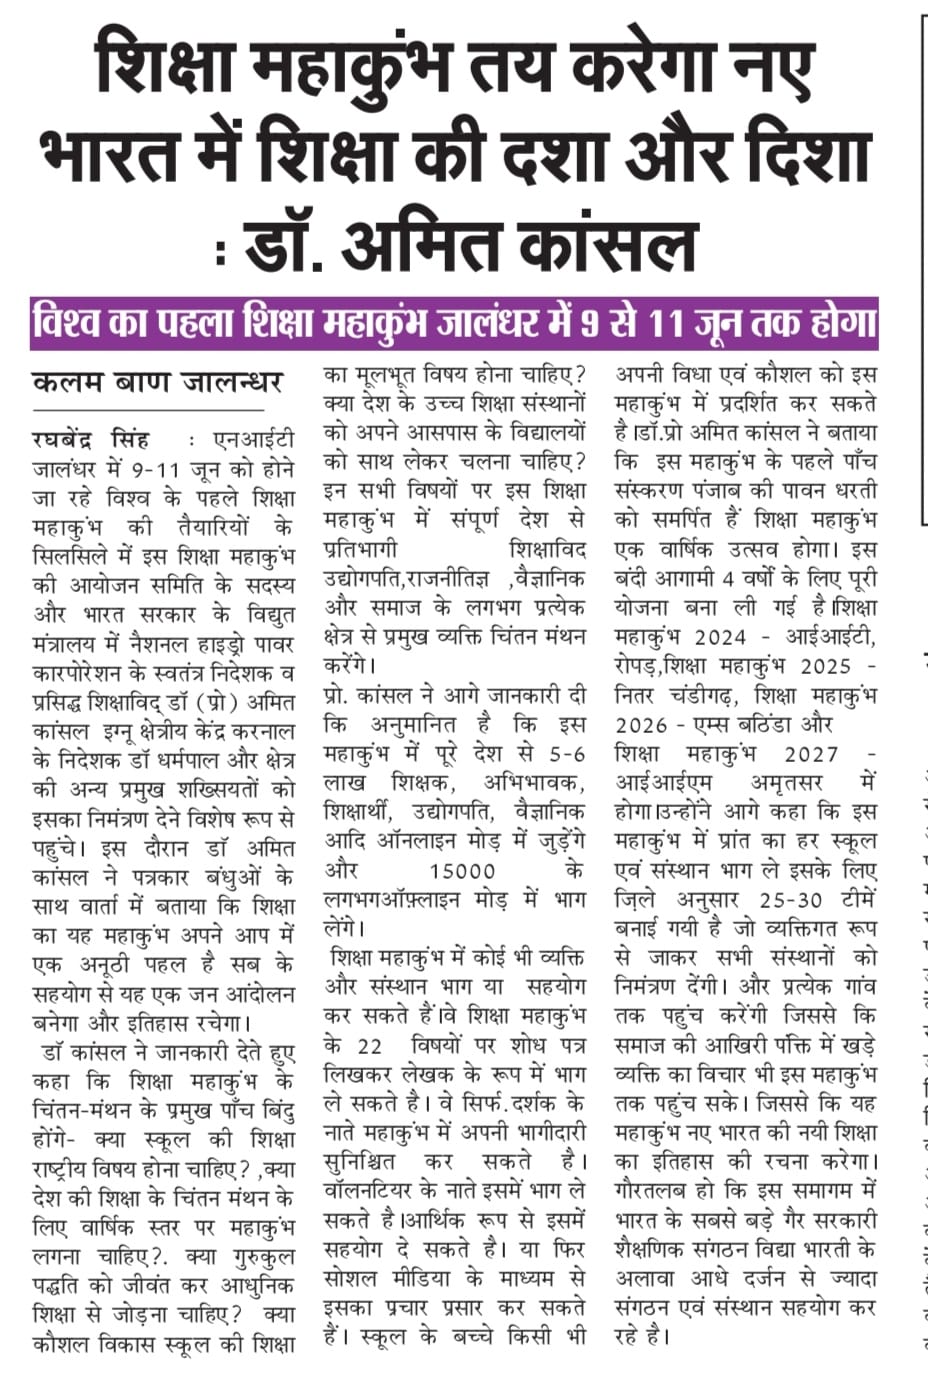 शिक्षा महाकुंभ तय करेगा नए
भारत में शिक्षा की दशा और दिशा
: डॉ. अमित कांसल
विश्व का पहला शिक्षा महाकुंभ जालंधर में 9 से 11 जून तक होगा
कलम बाण जालन्धर
रघबेंद्र सिंह : एनआईटी
जालंधर में 9-11 जून को होने
जा रहे विश्व के पहले शिक्षा
महाकुंभ की तैयारियों के
सिलसिले में इस शिक्षा महाकुंभ
की आयोजन समिति के सदस्य
और भारत सरकार के विद्युत
मंत्रालय में नैशनल हाइड्रो पावर
कारपोरेशन के स्वतंत्र निदेशक व
प्रसिद्ध शिक्षाविद् डॉ (प्रो) अमित
कांसल इग्नू क्षेत्रीय केंद्र करनाल
के निदेशक डॉ धर्मपाल और क्षेत्र
की अन्य प्रमुख शख्सियतों को
इसका निमंत्रण देने विशेष रूप से
पहुंचे। इस दौरान डॉ अमित
कांसल ने पत्रकार बंधुओं के
साथ वार्ता में बताया कि शिक्षा
का यह महाकुंभ अपने आप में
एक अनूठी पहल है सब के
सहयोग से यह एक जन आंदोलन
बनेगा और इतिहास रचेगा।
डॉ कांसल ने जानकारी देते हुए
कहा कि शिक्षा महाकुंभ के
चिंतन-मंथन के प्रमुख पाँच बिंदु
होंगे- क्या स्कूल की शिक्षा
राष्ट्रीय विषय होना चाहिए? ,क्या
देश की शिक्षा के चिंतन मंथन के
लिए वार्षिक स्तर पर महाकुंभ
लगना चाहिए?. क्या गुरुकुल
पद्धति को जीवंत कर आधुनिक
शिक्षा से जोड़ना चाहिए? क्या
कौशल विकास स्कूल की शिक्षा
का मूलभूत विषय होना चाहिए?
क्या देश के उच्च शिक्षा संस्थानों
को अपने आसपास के विद्यालयों
को साथ लेकर चलना चाहिए?
इन सभी विषयों पर इस शिक्षा
महाकुंभ में संपूर्ण देश से
प्रतिभागी शिक्षाविद
उद्योगपति,राजनीतिज्ञ ,वैज्ञानिक
और समाज के लगभग प्रत्येक
क्षेत्र से प्रमुख व्यक्ति चिंतन मंथन
करेंगे।
प्रो. कांसल ने आगे जानकारी दी
कि अनुमानित है कि इस
महाकुंभ में पूरे देश से 5-6
लाख शिक्षक, अभिभावक,
शिक्षार्थी, उद्योगपति, वैज्ञानिक
आदि ऑनलाइन मोड़ में जुड़ेंगे
और 15000 के
लगभगऑफ़्लाइन मोड़ में भाग
लेंगे।
शिक्षा महाकुंभ में कोई भी व्यक्ति
और संस्थान भाग या सहयोग
कर सकते हैं।वे शिक्षा महाकुंभ
के 22 विषयों पर शोध पत्र
लिखकर लेखक के रूप में भाग
ले सकते है। वे सिर्फ.दर्शक के
नाते महाकुंभ में अपनी भागीदारी
सुनिश्चित कर सकते है।
वॉलनटियर के नाते इसमें भाग ले
सकते है।आर्थिक रूप से इसमें
सहयोग दे सकते है। या फिर
सोशल मीडिया के माध्यम से
इसका प्रचार प्रसार कर सकते
हैं। स्कूल के बच्चे किसी भी
अपनी विधा एवं कौशल को इस
महाकुंभ में प्रदर्शित कर सकते
है।डॉ.प्रो अमित कांसल ने बताया
कि इस महाकुंभ के पहले पाँच
संस्करण पंजाब की पावन धरती
को समर्पित हैं शिक्षा महाकुंभ
एक वार्षिक उत्सव होगा। इस
बंदी आगामी 4 वर्षों के लिए पूरी
योजना बना ली गई है।शिक्षा
महाकुंभ 2024 - आईआईटी,
रोपड़,शिक्षा महाकुंभ 2025 -
नितर चंडीगढ़, शिक्षा महाकुंभ
2026 - एम्स बठिंडा और
शिक्षा महाकुंभ 2027 -
आईआईएम अमृतसर में
होगा।उन्होंने आगे कहा कि इस
महाकुंभ में प्रांत का हर स्कूल
एवं संस्थान भाग ले इसके लिए
ज़िले अनुसार 25-30 टीमें
बनाई गयी है जो व्यक्तिगत रूप
से जाकर सभी संस्थानों को
निमंत्रण देंगी। और प्रत्येक गांव
तक पहुंच करेंगी जिससे कि
समाज की आखिरी पंक्ति में खड़े
व्यक्ति का विचार भी इस महाकुंभ
तक पहुंच सके। जिससे कि यह
महाकुंभ नए भारत की नयी शिक्षा
का इतिहास की रचना करेगा।
गौरतलब हो कि इस समागम में
भारत के सबसे बड़े गैर सरकारी
शैक्षणिक संगठन विद्या भारती के
अलावा आधे दर्जन से ज्यादा
संगठन एवं संस्थान सहयोग कर
रहे है।